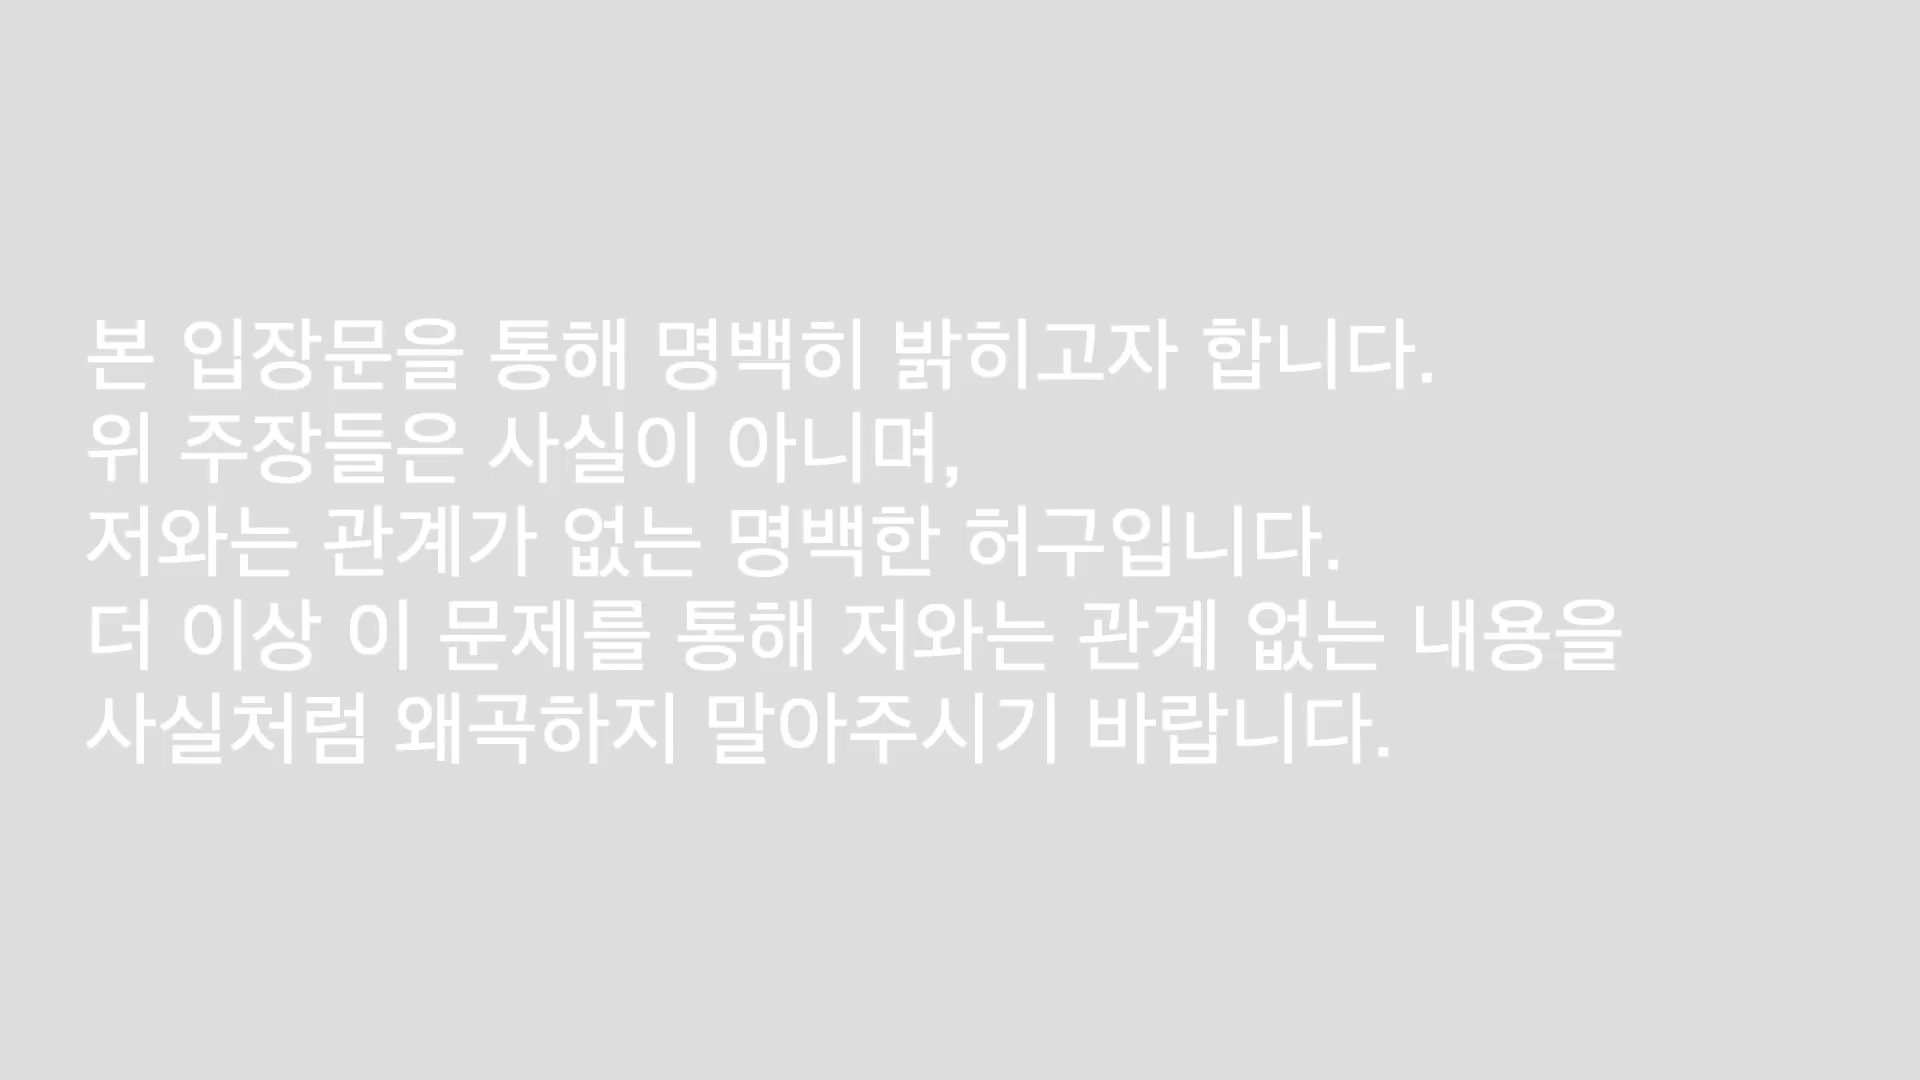 본 입장문을 통해 명백히 밝히고자 합니다.
위 주장들은 사실이 아니며,
저와는 관계가 없는 명백한 허구입니다.
더 이상 이 문제를 통해 저와는 관계 없는 내용을
사실처럼 왜곡하지 말아주시기 바랍니다.